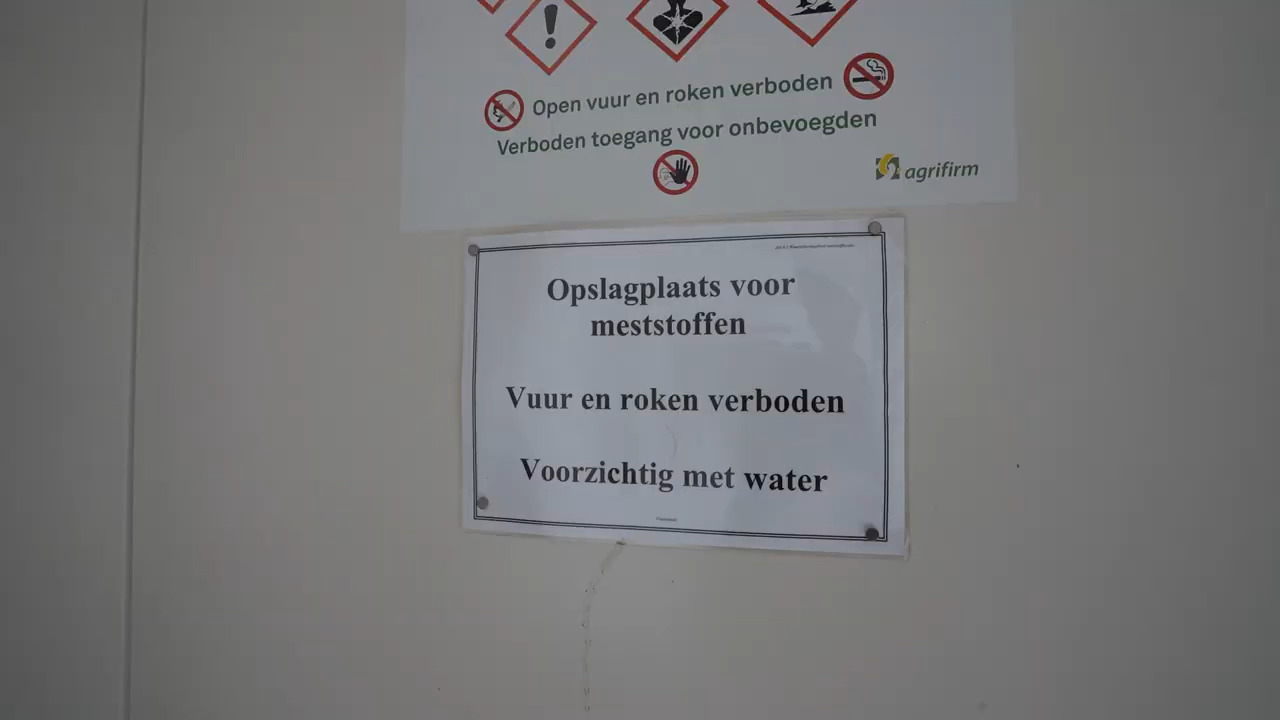 Open vuur en roken verboden
Verboden toegang voor onbevoegden
agrifirm
Opslagplaats voor
meststoffen
Vuur en roken verboden
Voorzichtig met water